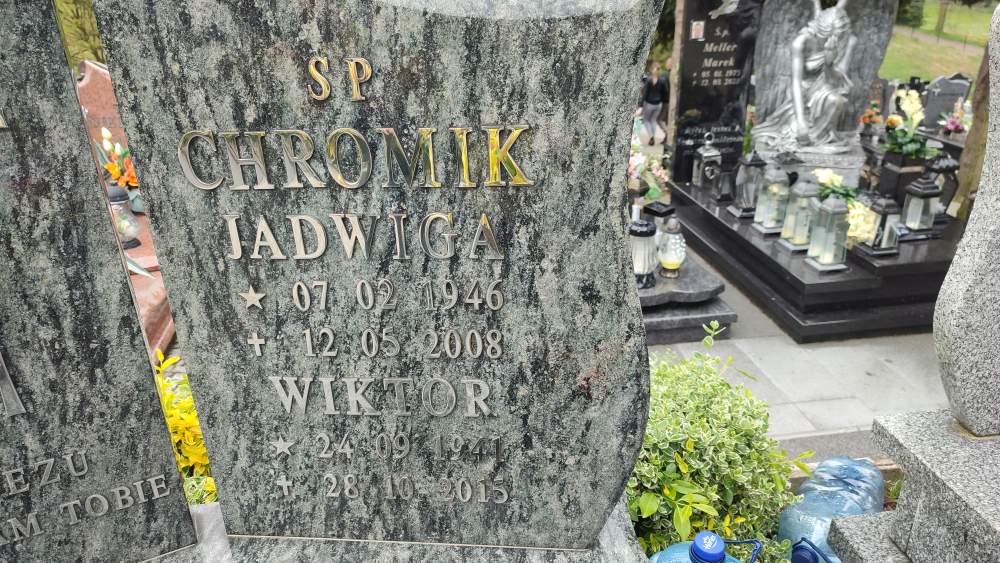 SP
CHROMIK
JADWIGA
07 02 1946
12 05 2008
WIKTOR
24 09 1941
28 10 2015
EZU
AM TOBIE
Ś.p.
Meller
Marek